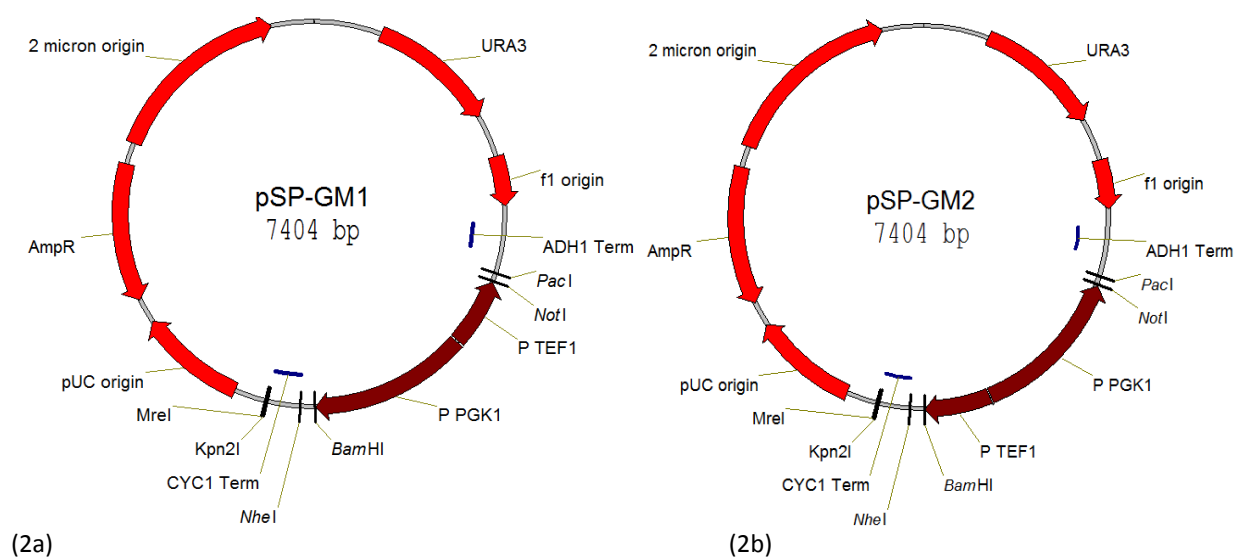 2 micron origin
URA3
f1 origin
pSP-GM1
7404 bp
ADH1 Term
AmpR
PacI
NotI
P TEF1
pUC origin
MreI
P PGK1
Kpn2I
BamHI
CYC1 Term
NheI
(2a)
2 micron origin
URA3
f1 origin
pSP-GM2
7404 bp
ADH1 Term
AmpR
PacI
NotI
pUC origin
P PGK1
MreI
Kpn2I
P TEF1
CYC1 Term
BamHI
NheI
(2b)